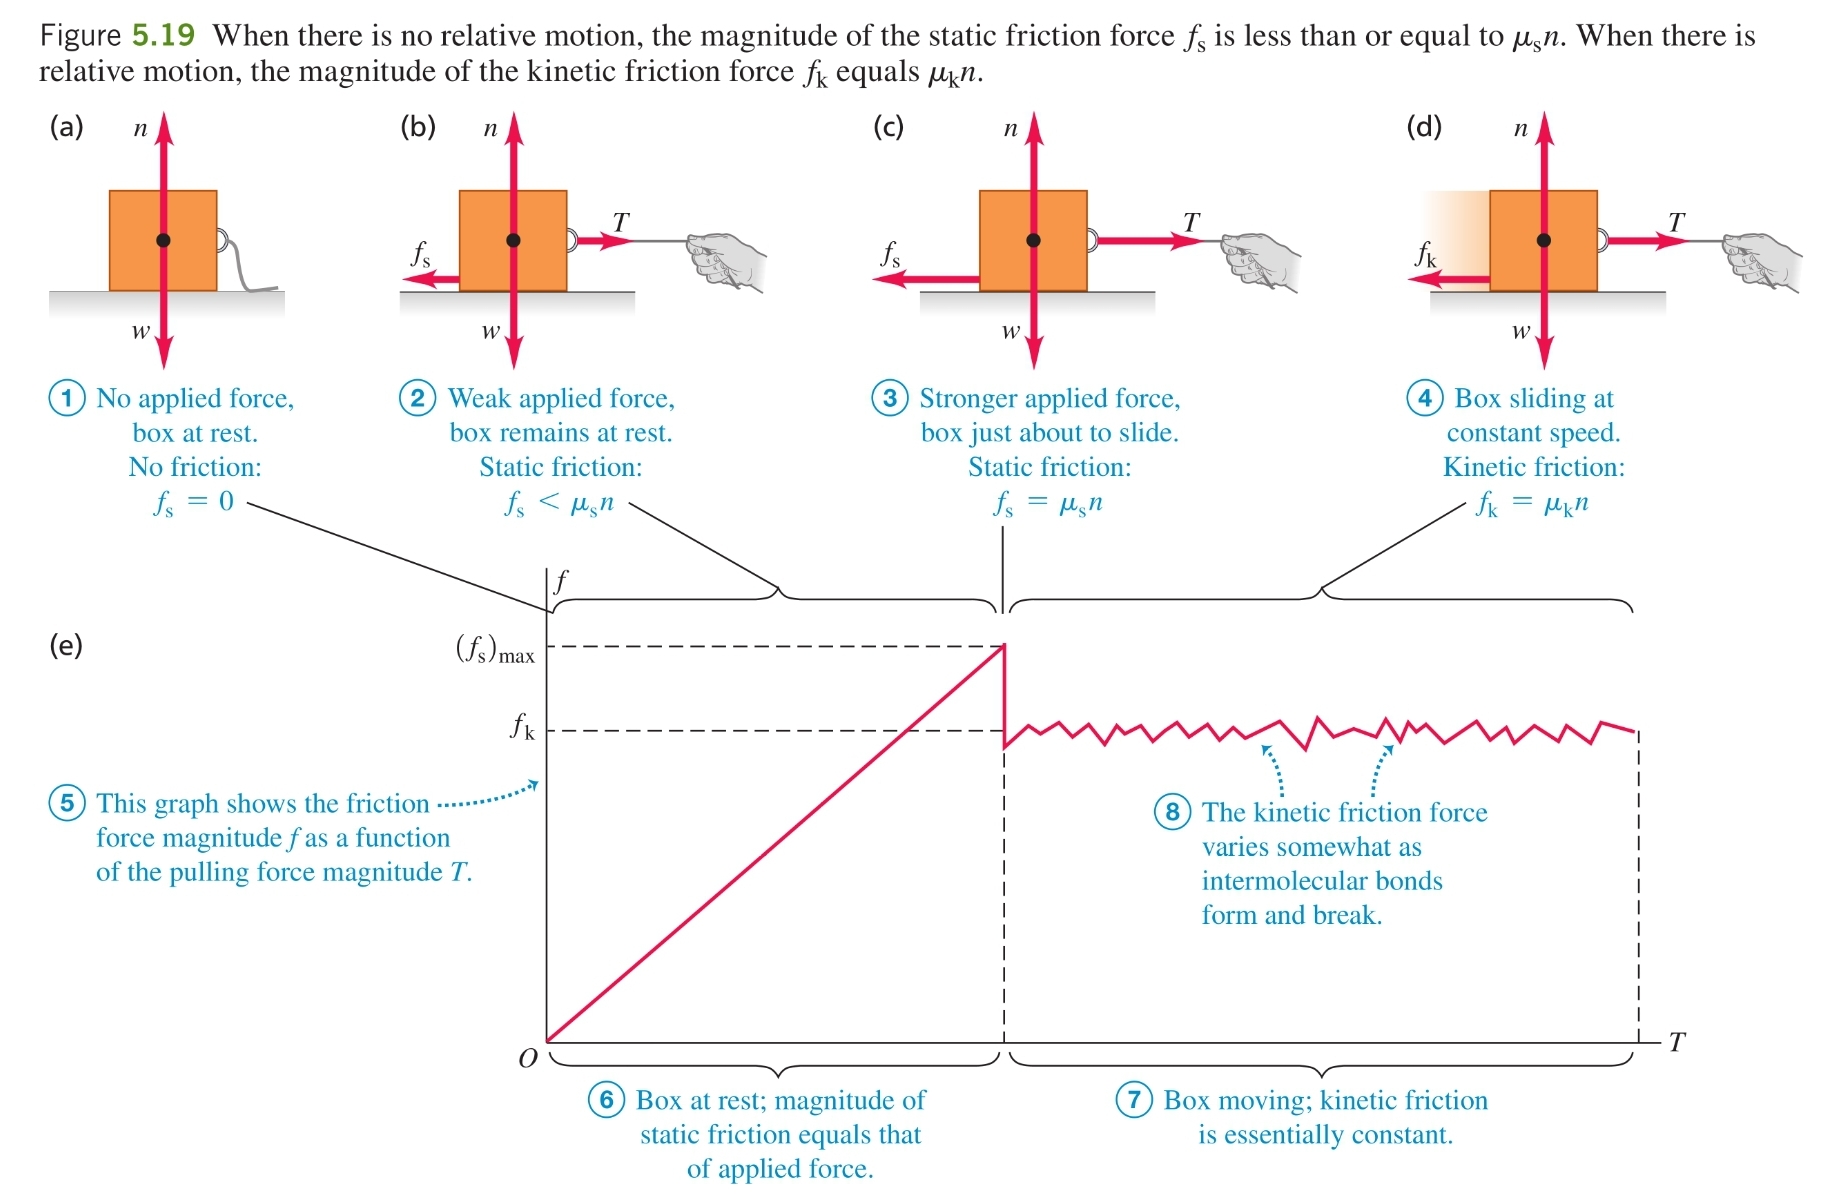 Figure 5.19 When there is no relative motion, the magnitude of the static friction force fₛ is less than or equal to μₛn. When there is
relative motion, the magnitude of the kinetic friction force fₖ equals μₖn.
(a)
n
w
(b)
n
T
fₛ
w
(c)
n
T
fₛ
w
(d)
n
T
fₖ
w
1 No applied force,
box at rest.
No friction:
fₛ = 0
2 Weak applied force,
box remains at rest.
Static friction:
fₛ < μₛn
3 Stronger applied force,
box just about to slide.
Static friction:
fₛ = μₛn
4 Box sliding at
constant speed.
Kinetic friction:
fₖ = μₖn
(e)
f
(fₛ)max
fₖ
5 This graph shows the friction
force magnitude f as a function
of the pulling force magnitude T.
8 The kinetic friction force
varies somewhat as
intermolecular bonds
form and break.
O
T
6 Box at rest; magnitude of
static friction equals that
of applied force.
7 Box moving; kinetic friction
is essentially constant.